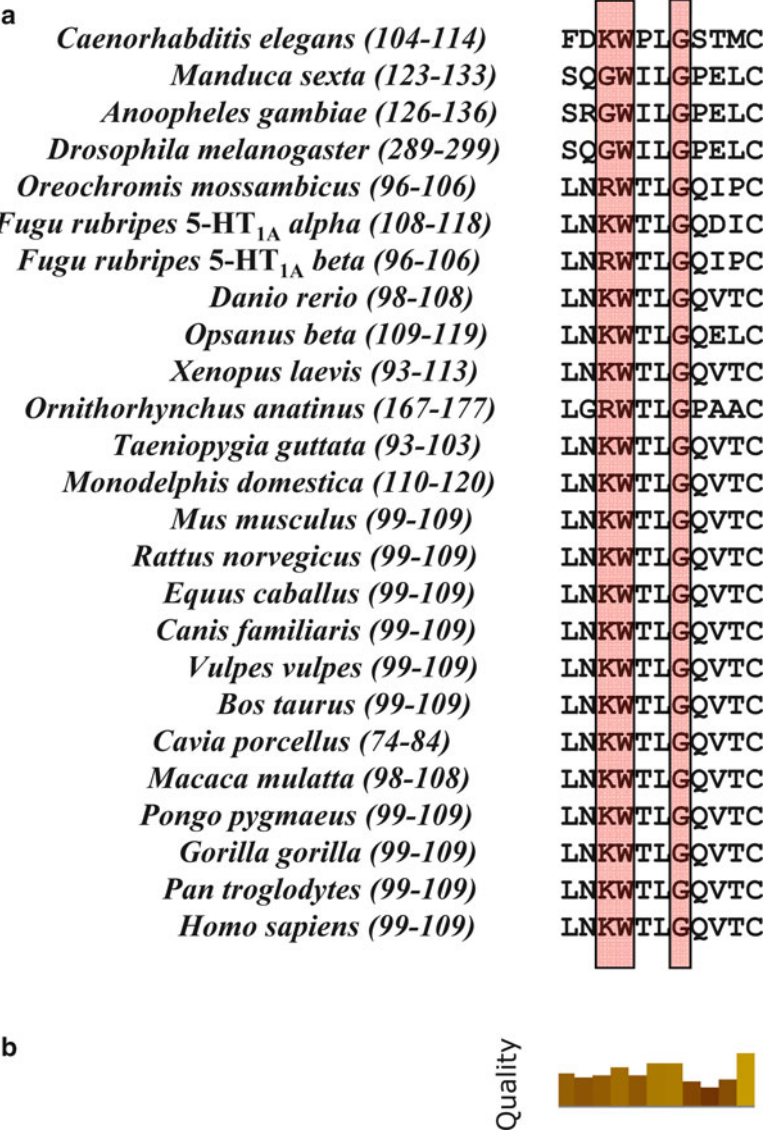 a
Caenorhabditis elegans (104-114) FDKWPLGSTMC
Manduca sexta (123-133) SQGWILGPELC
Anoopheles gambiae (126-136) SRGWILGPELC
Drosophila melanogaster (289-299) SQGWILGPELC
Oreochromis mossambicus (96-106) LNRWTLGQIPC
Fugu rubripes 5-HT1A alpha (108-118) LNKWTLGQDIC
Fugu rubripes 5-HT1A beta (96-106) LNRWTLGQIPC
Danio rerio (98-108) LNKWTLGQVTC
Opsanus beta (109-119) LNKWTLGQELC
Xenopus laevis (93-113) LNKWTLGQVTC
Ornithorhynchus anatinus (167-177) LGRWTLGPAAC
Taeniopygia guttata (93-103) LNKWTLGQVTC
Monodelphis domestica (110-120) LNKWTLGQVTC
Mus musculus (99-109) LNKWTLGQVTC
Rattus norvegicus (99-109) LNKWTLGQVTC
Equus caballus (99-109) LNKWTLGQVTC
Canis familiaris (99-109) LNKWTLGQVTC
Vulpes vulpes (99-109) LNKWTLGQVTC
Bos taurus (99-109) LNKWTLGQVTC
Cavia porcellus (74-84) LNKWTLGQVTC
Macaca mulatta (98-108) LNKWTLGQVTC
Pongo pygmaeus (99-109) LNKWTLGQVTC
Gorilla gorilla (99-109) LNKWTLGQVTC
Pan troglodytes (99-109) LNKWTLGQVTC
Homo sapiens (99-109) LNKWTLGQVTC
b
Quality